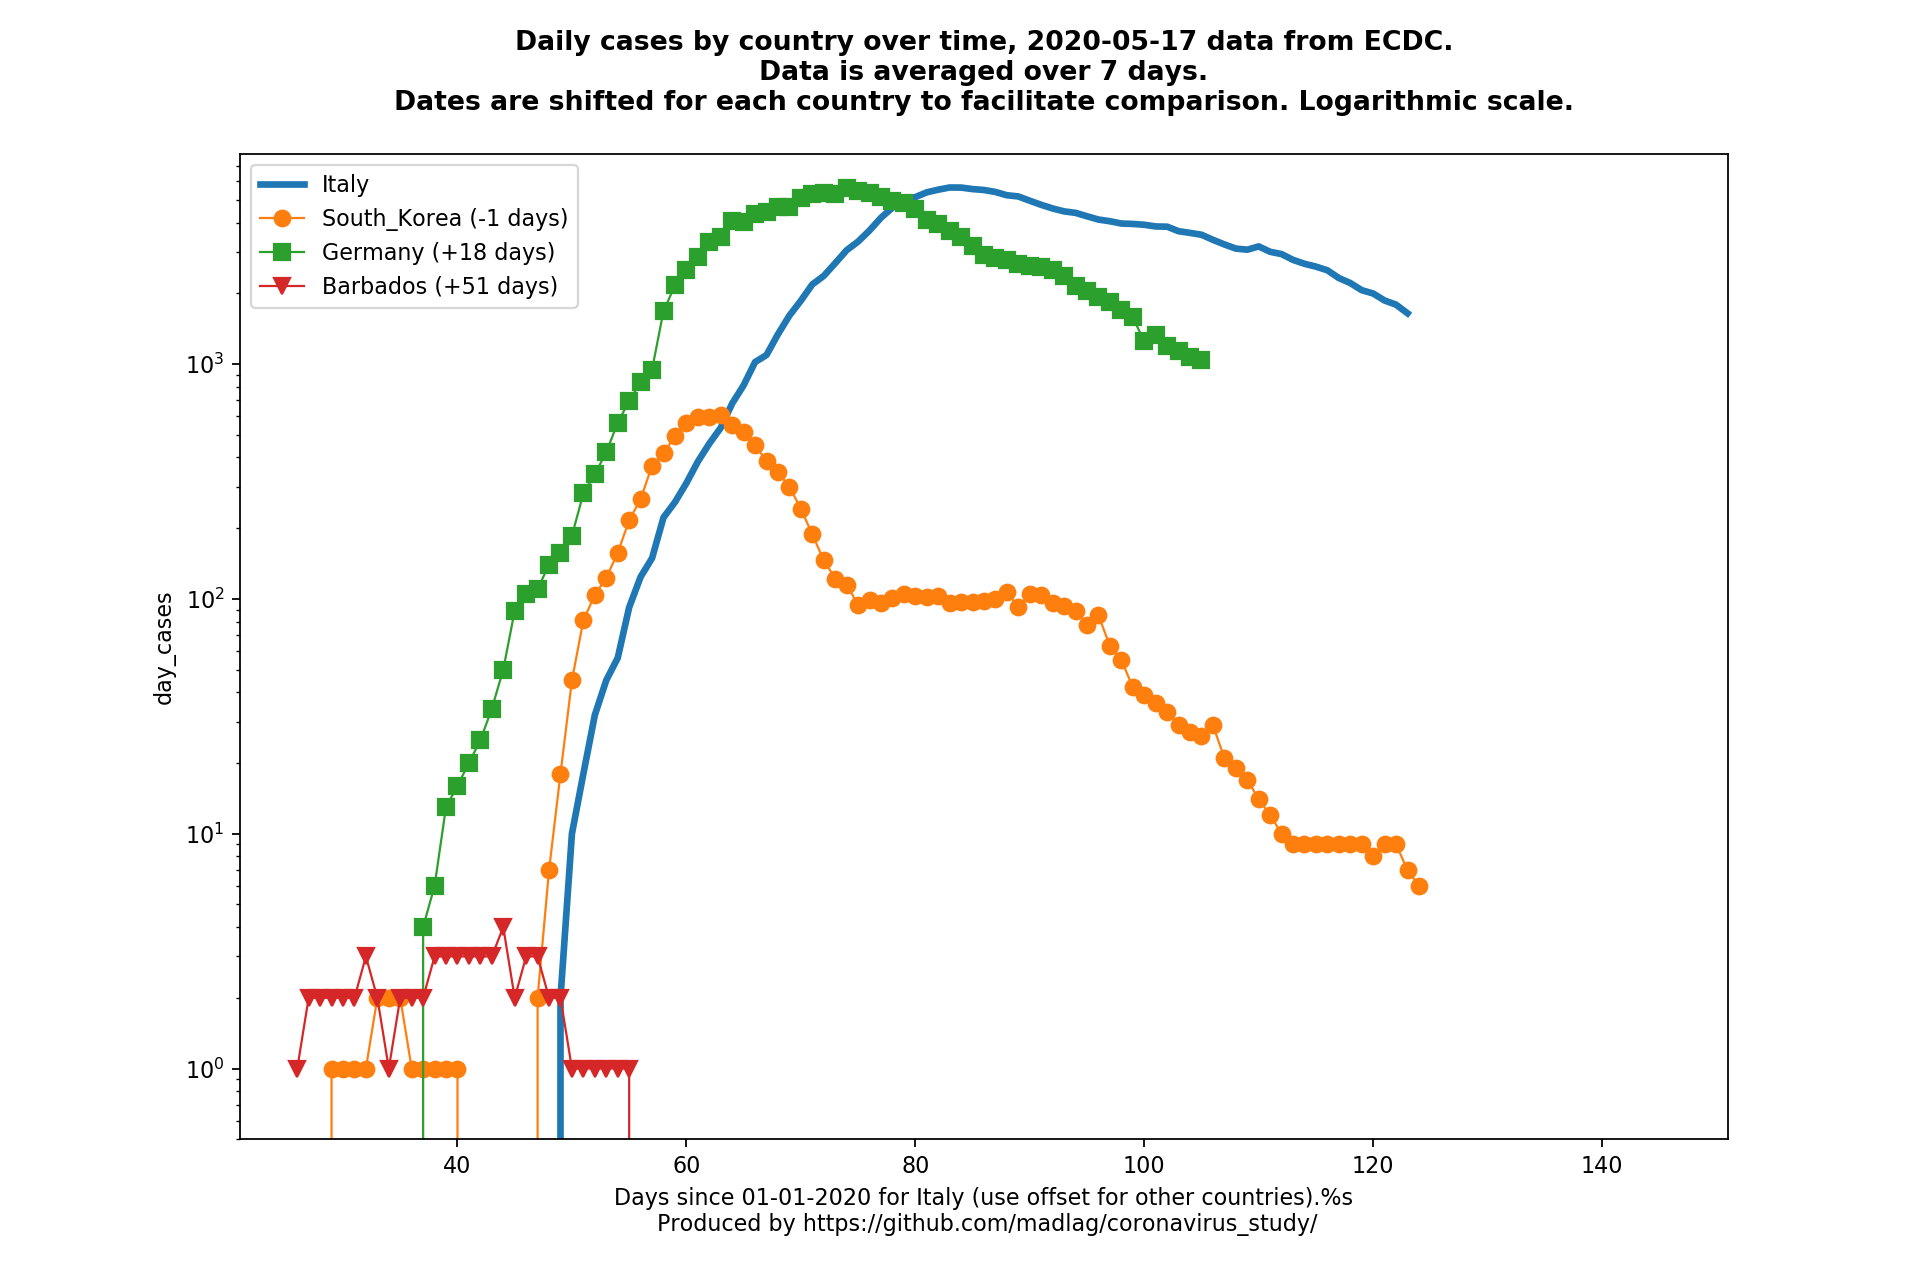 Daily cases by country over time, 2020-05-17 data from ECDC.
Data is averaged over 7 days.
Dates are shifted for each country to facilitate comparison. Logarithmic scale.
Italy
South_Korea (-1 days)
Germany (+18 days)
Barbados (+51 days)
day_cases
10³
10²
10¹
10⁰
40 60 80 100 120 140
Days since 01-01-2020 for Italy (use offset for other countries).%s
Produced by https://github.com/madlag/coronavirus_study/